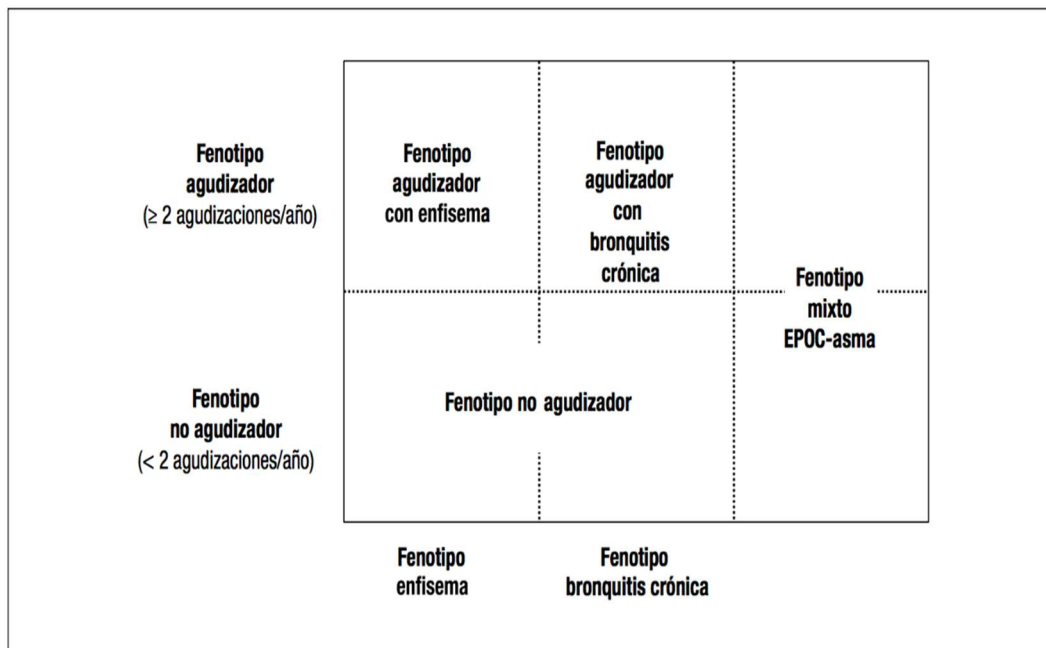 Fenotipo
agudizador
(≥ 2 agudizaciones/año)
Fenotipo
agudizador
con enfisema
Fenotipo
agudizador
con
bronquitis
crónica
Fenotipo
mixto
EPOC-asma
Fenotipo
no agudizador
(< 2 agudizaciones/año)
Fenotipo no agudizador
Fenotipo
enfisema
Fenotipo
bronquitis crónica